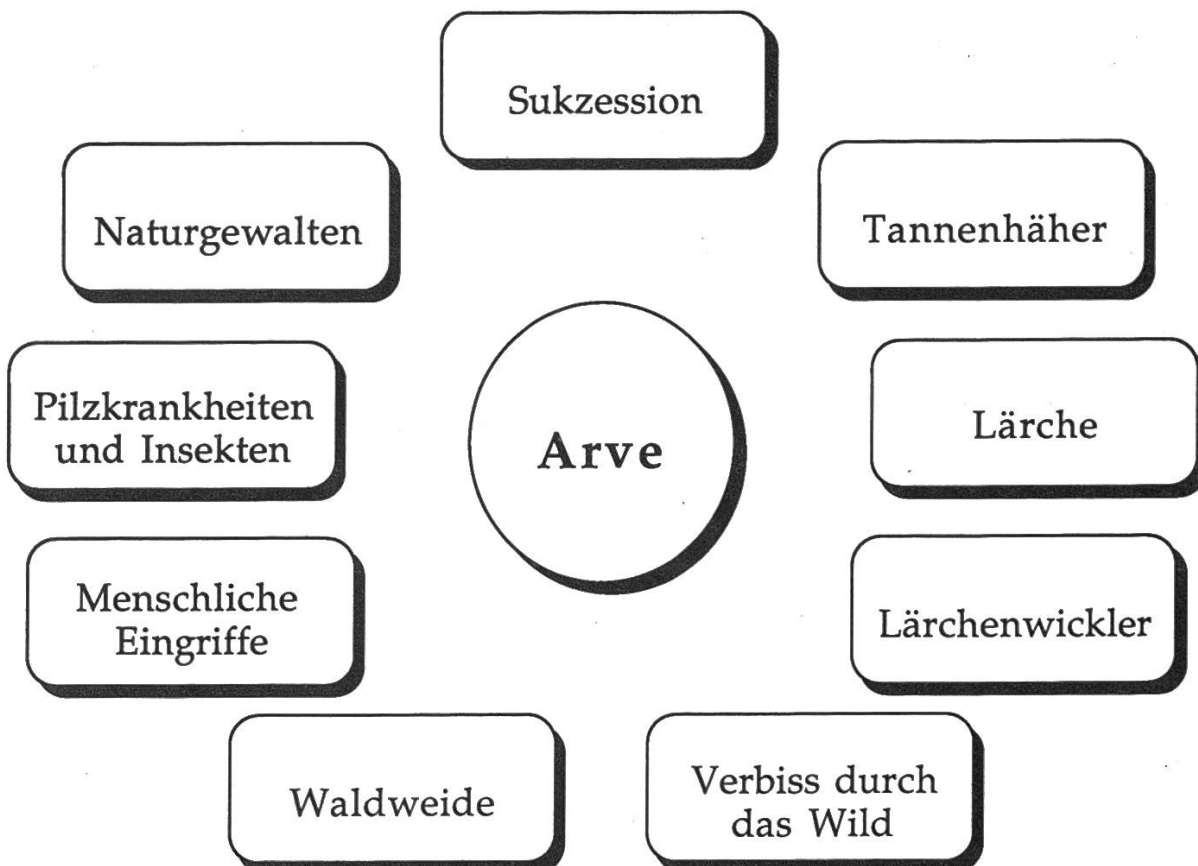 Sukzession
Naturgewalten
Tannenhäher
Pilzkrankheiten
und Insekten
Arve
Lärche
Menschliche
Eingriffe
Lärchenwickler
Waldweide
Verbiss durch
das Wild